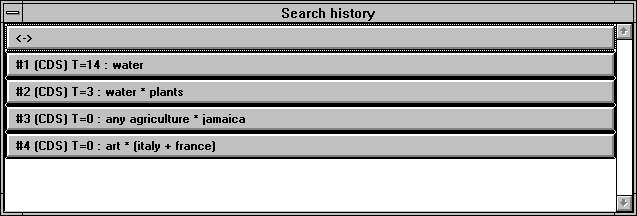 Search history
<->
#1 (CDS) T=14 : water
#2 (CDS) T=3 : water * plants
#3 (CDS) T=0 : any agriculture * jamaica
#4 (CDS) T=0 : art * (italy + france)